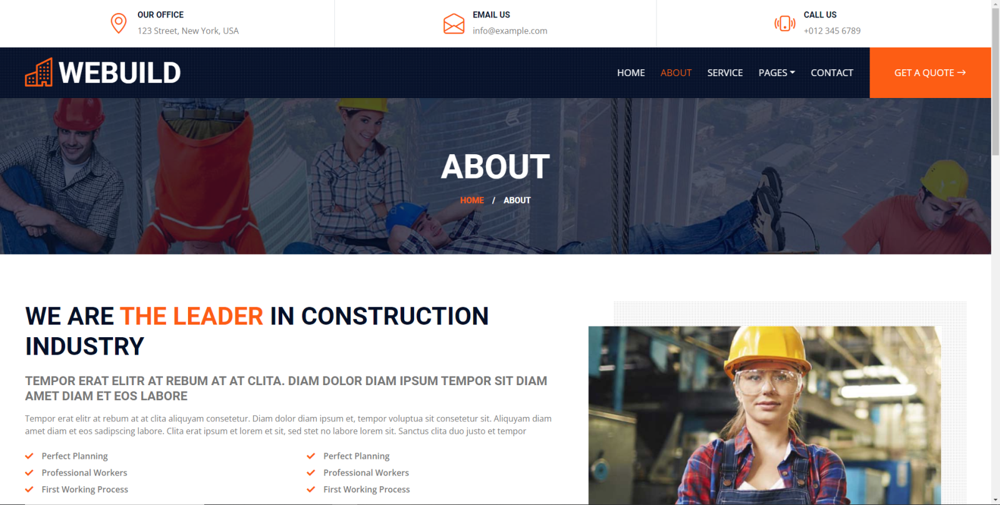 OUR OFFICE
123 Street, New York, USA
EMAIL US
info@example.com
CALL US
+012 345 6789
WEBUILD
HOME ABOUT SERVICE PAGES CONTACT GET A QUOTE →
ABOUT
HOME / ABOUT
WE ARE THE LEADER IN CONSTRUCTION
INDUSTRY
TEMPOR ERAT ELITR AT REBUM AT AT CLITA. DIAM DOLOR DIAM IPSUM TEMPOR SIT DIAM
AMET DIAM ET EOS LABORE
Tempor erat elitr at rebum at at clita aliquyam consetetur. Diam dolor diam ipsum et, tempor voluptua sit consetetur sit. Aliquyam diam
amet diam et eos sadipscing labore. Clita erat ipsum et lorem et sit, sed stet no labore lorem sit. Sanctus clita duo justo et tempor
Perfect Planning
Professional Workers
First Working Process
Perfect Planning
Professional Workers
First Working Process